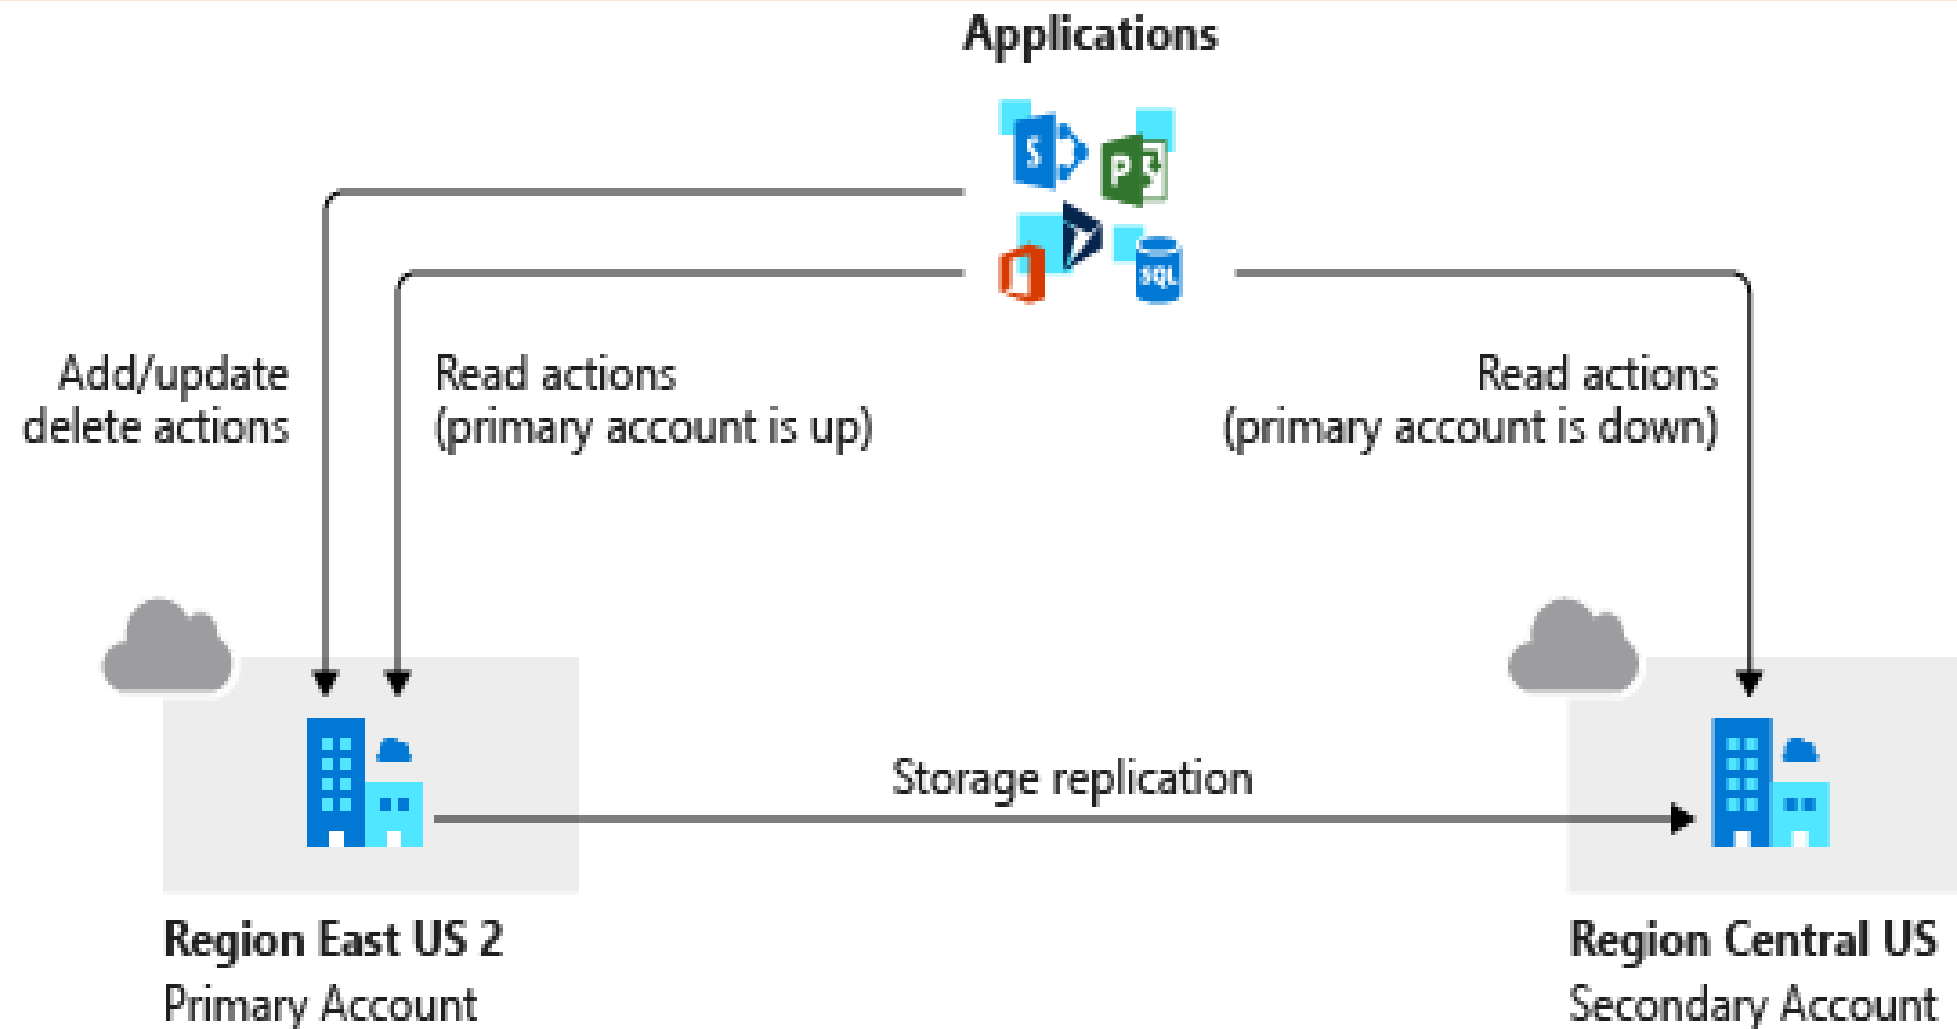 Applications
S
P
SQL
Add/update
delete actions
Read actions
(primary account is up)
Read actions
(primary account is down)
Storage replication
Region East US 2
Primary Account
Region Central US
Secondary Account